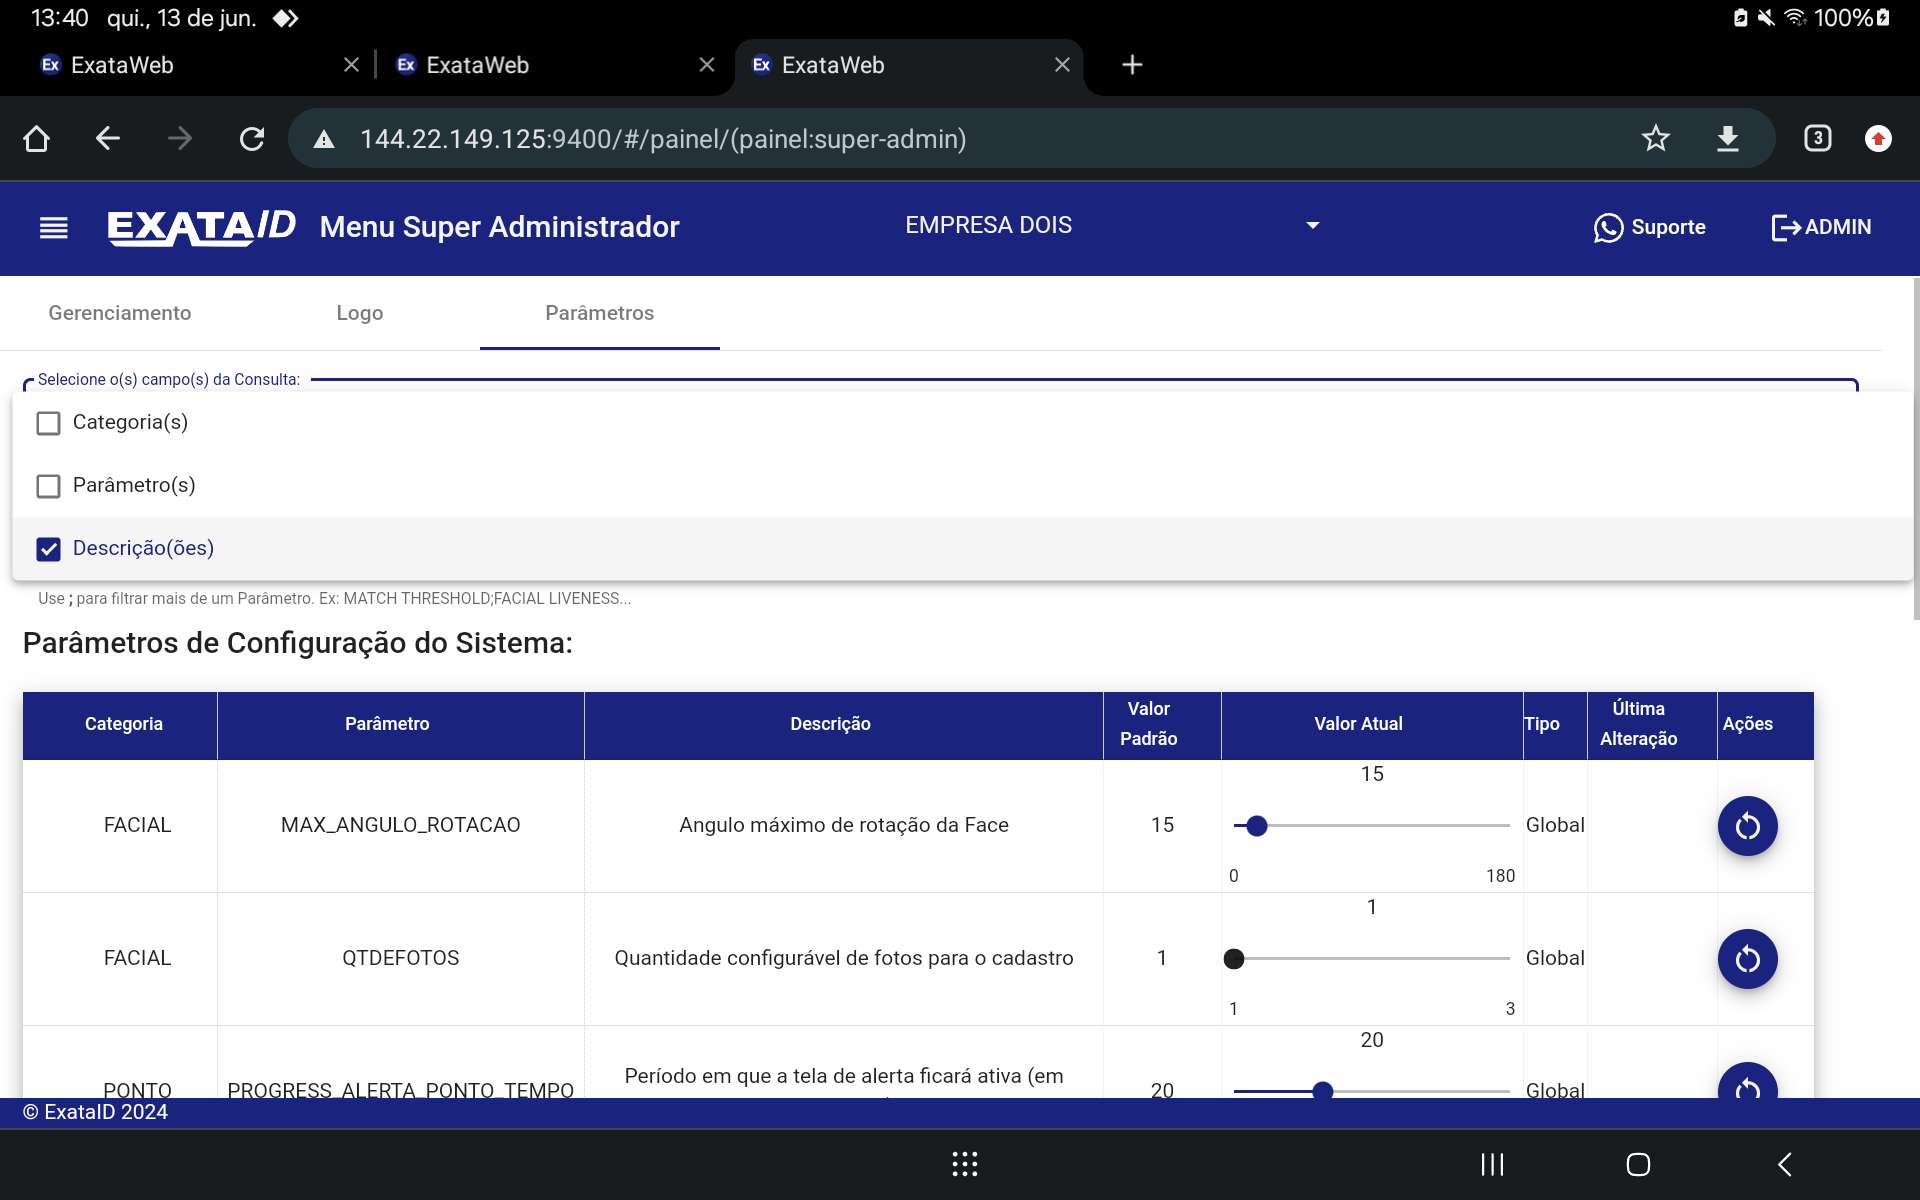 13:40 qui., 13 de jun. 100%
Ex ExataWeb Ex ExataWeb Ex ExataWeb
144.22.149.125:9400/#/painel/(painel:super-admin) 3
EXATAID Menu Super Administrador EMPRESA DOIS Suporte ADMIN
Gerenciamento Logo Parâmetros
Selecione o(s) campo(s) da Consulta:
Categoria(s)
Parâmetro(s)
Descrição(ões)
Use ; para filtrar mais de um Parâmetro. Ex: MATCH THRESHOLD;FACIAL LIVENESS...
Parâmetros de Configuração do Sistema:
Categoria Parâmetro Descrição Valor Padrão Valor Atual Tipo Última Alteração Ações
15
FACIAL MAX_ANGULO_ROTACAO Angulo máximo de rotação da Face 15 Global
0 180
1
FACIAL QTDEFOTOS Quantidade configurável de fotos para o cadastro 1 Global
1 3
20
Período em que a tela de alerta ficará ativa (em
PONTO PROGRESS_ALERTA_PONTO_TEMPO 20 Global
© ExataID 2024